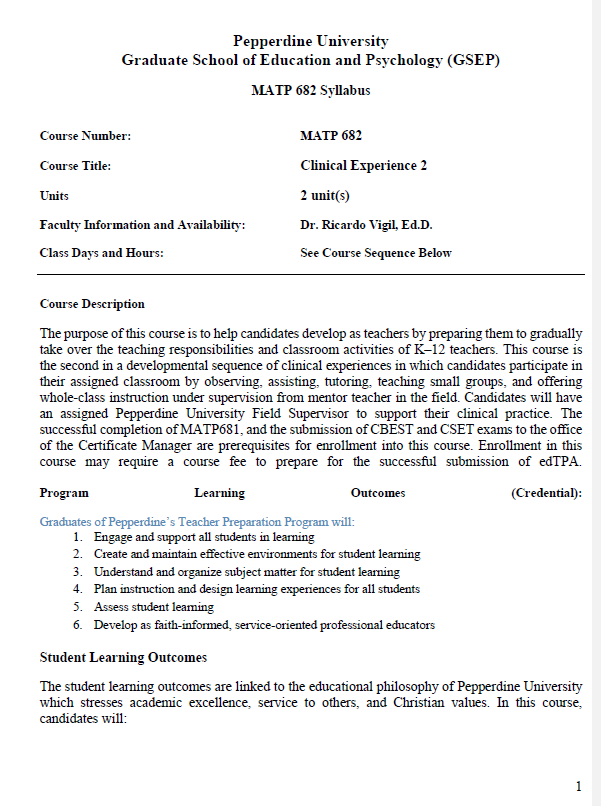 Pepperdine University
Graduate School of Education and Psychology (GSEP)
MATP 682 Syllabus
Course Number: MATP 682
Course Title: Clinical Experience 2
Units 2 unit(s)
Faculty Information and Availability: Dr. Ricardo Vigil, Ed.D.
Class Days and Hours: See Course Sequence Below
Course Description
The purpose of this course is to help candidates develop as teachers by preparing them to gradually
take over the teaching responsibilities and classroom activities of K–12 teachers. This course is
the second in a developmental sequence of clinical experiences in which candidates participate in
their assigned classroom by observing, assisting, tutoring, teaching small groups, and offering
whole-class instruction under supervision from mentor teacher in the field. Candidates will have
an assigned Pepperdine University Field Supervisor to support their clinical practice. The
successful completion of MATP681, and the submission of CBEST and CSET exams to the office
of the Certificate Manager are prerequisites for enrollment into this course. Enrollment in this
course may require a course fee to prepare for the successful submission of edTPA.
Program Learning Outcomes (Credential):
Graduates of Pepperdine's Teacher Preparation Program will:
1. Engage and support all students in learning
2. Create and maintain effective environments for student learning
3. Understand and organize subject matter for student learning
4. Plan instruction and design learning experiences for all students
5. Assess student learning
6. Develop as faith-informed, service-oriented professional educators
Student Learning Outcomes
The student learning outcomes are linked to the educational philosophy of Pepperdine University
which stresses academic excellence, service to others, and Christian values. In this course,
candidates will:
1